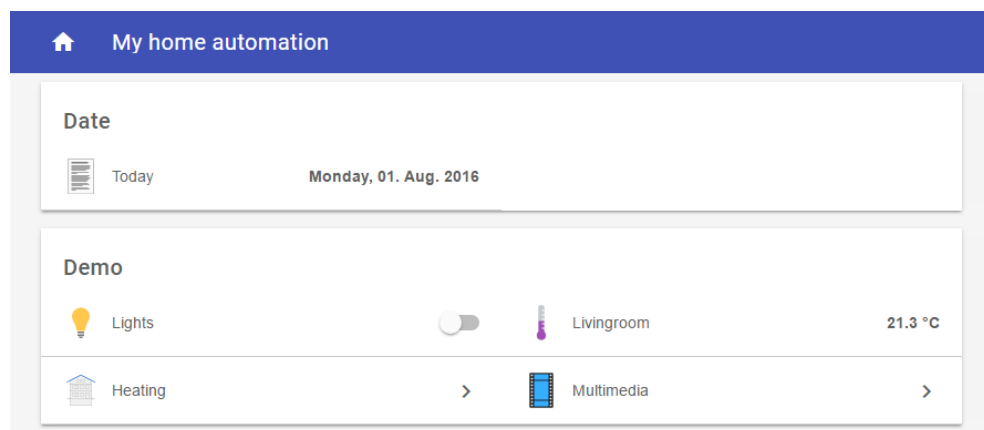 My home automation
Date
Today Monday, 01. Aug. 2016
Demo
Lights Livingroom 21.3 °C
Heating Multimedia